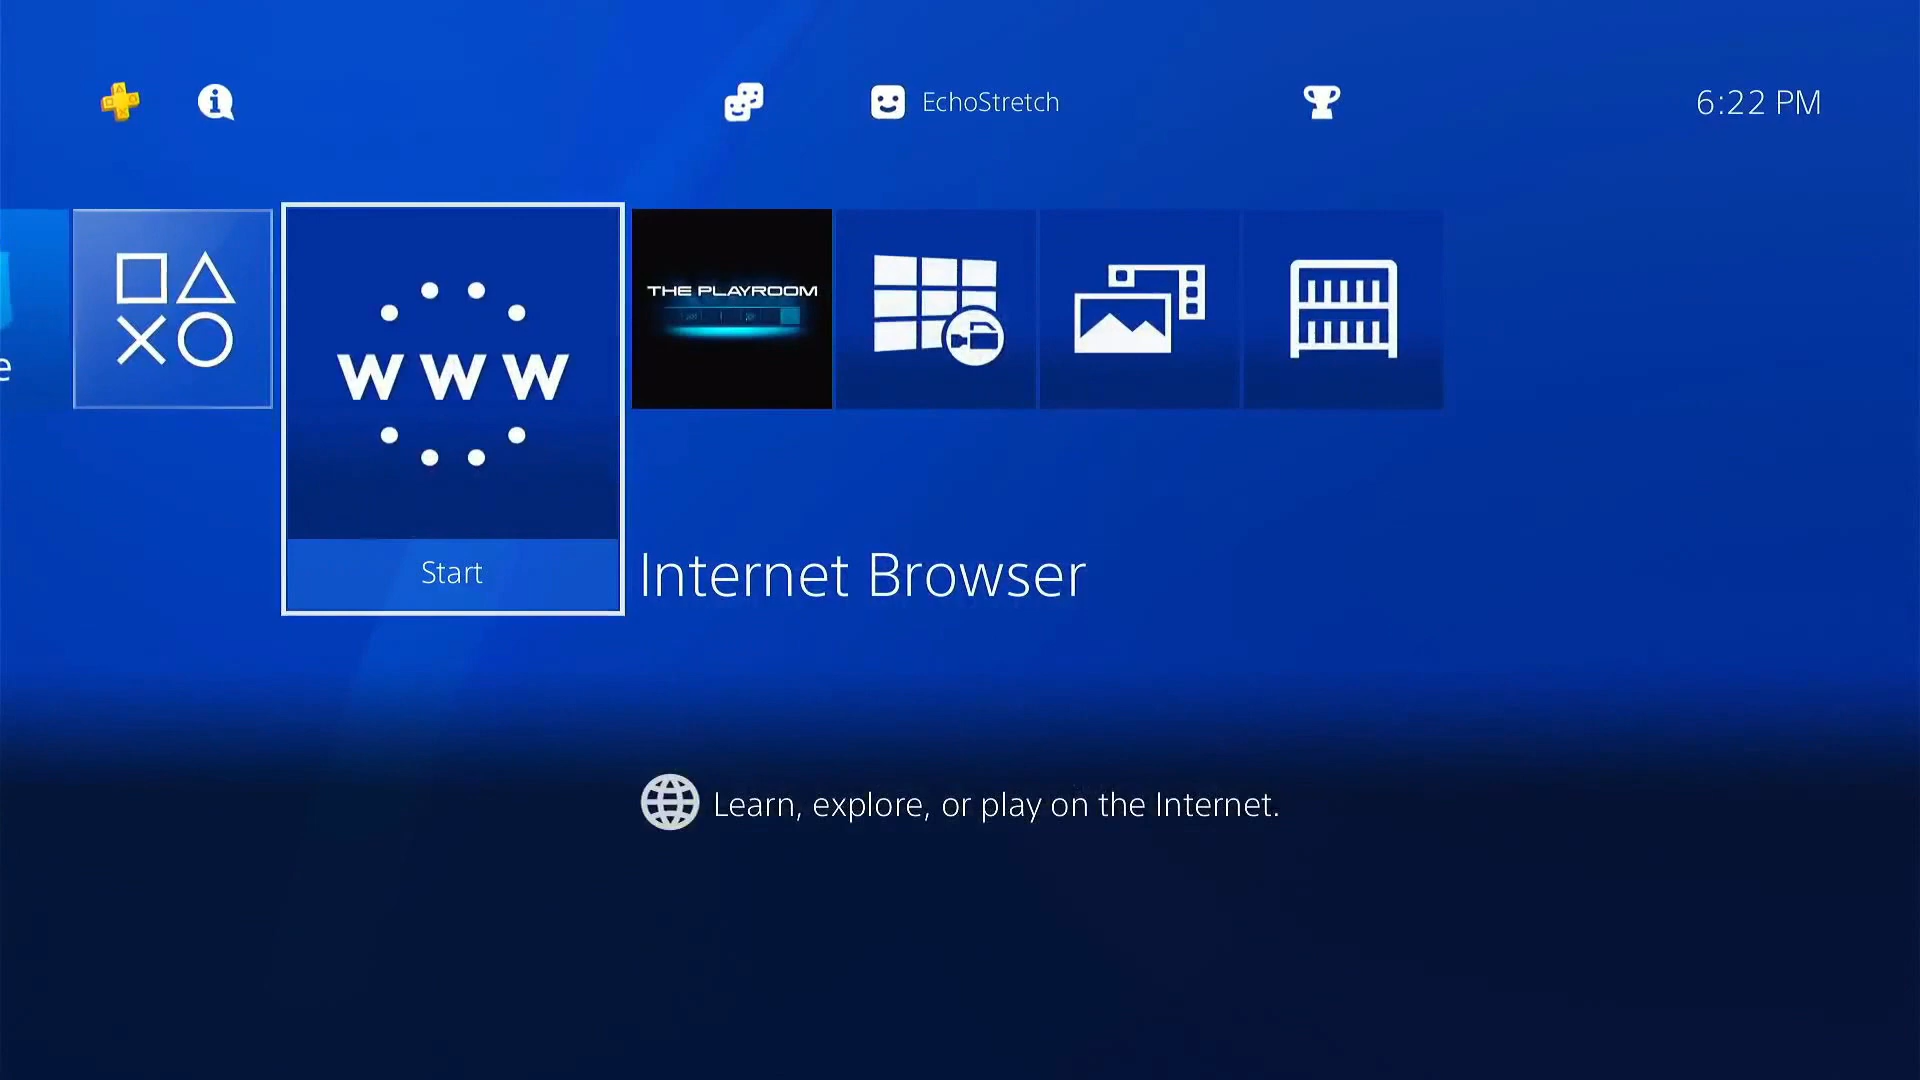 EchoStretch
6:22 PM
e
WWW
THE PLAYROOM
Start
Internet Browser
Learn, explore, or play on the Internet.